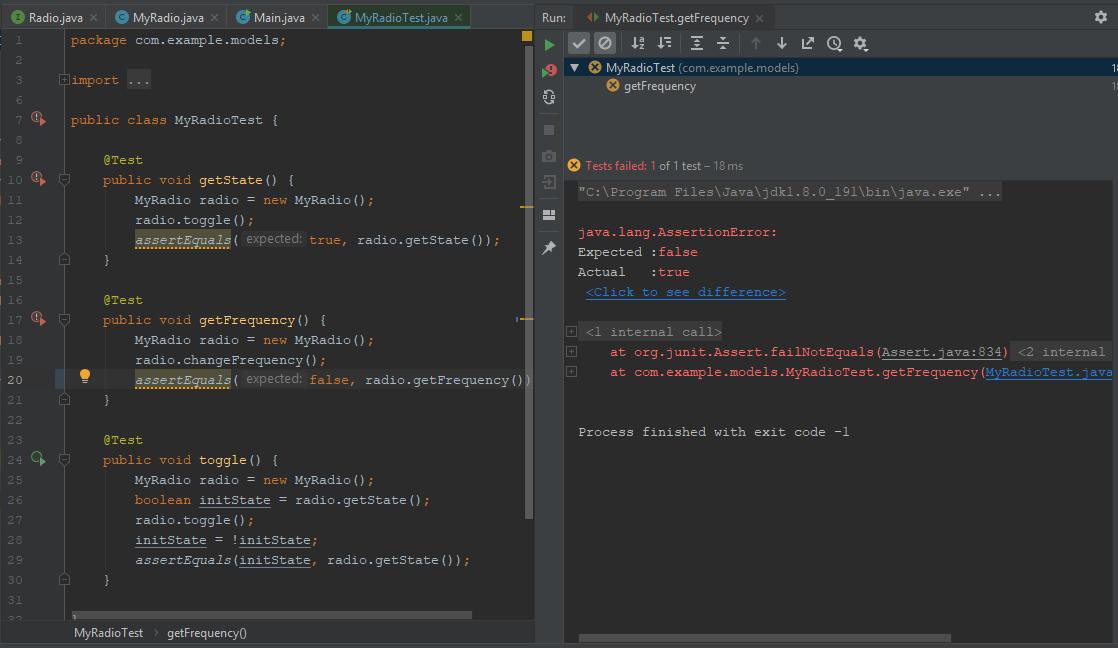 Radio.java MyRadio.java Main.java MyRadioTest.java
Run: MyRadioTest.getFrequency
1 package com.example.models;
2
3 import ...
6
7 public class MyRadioTest {
8
9 @Test
10 public void getState() {
11 MyRadio radio = new MyRadio();
12 radio.toggle();
13 assertEquals( expected: true, radio.getState());
14 }
15
16 @Test
17 public void getFrequency() {
18 MyRadio radio = new MyRadio();
19 radio.changeFrequency();
20 assertEquals( expected: false, radio.getFrequency())
21 }
22
23 @Test
24 public void toggle() {
25 MyRadio radio = new MyRadio();
26 boolean initState = radio.getState();
27 radio.toggle();
28 initState = !initState;
29 assertEquals(initState, radio.getState());
30 }
31
MyRadioTest › getFrequency()
MyRadioTest (com.example.models)
getFrequency
Tests failed: 1 of 1 test – 18 ms
"C:\Program Files\Java\jdk1.8.0_191\bin\java.exe" ...
java.lang.AssertionError:
Expected :false
Actual :true
<Click to see difference>
<1 internal call>
at org.junit.Assert.failNotEquals(Assert.java:834) <2 internal
at com.example.models.MyRadioTest.getFrequency(MyRadioTest.java
Process finished with exit code -1